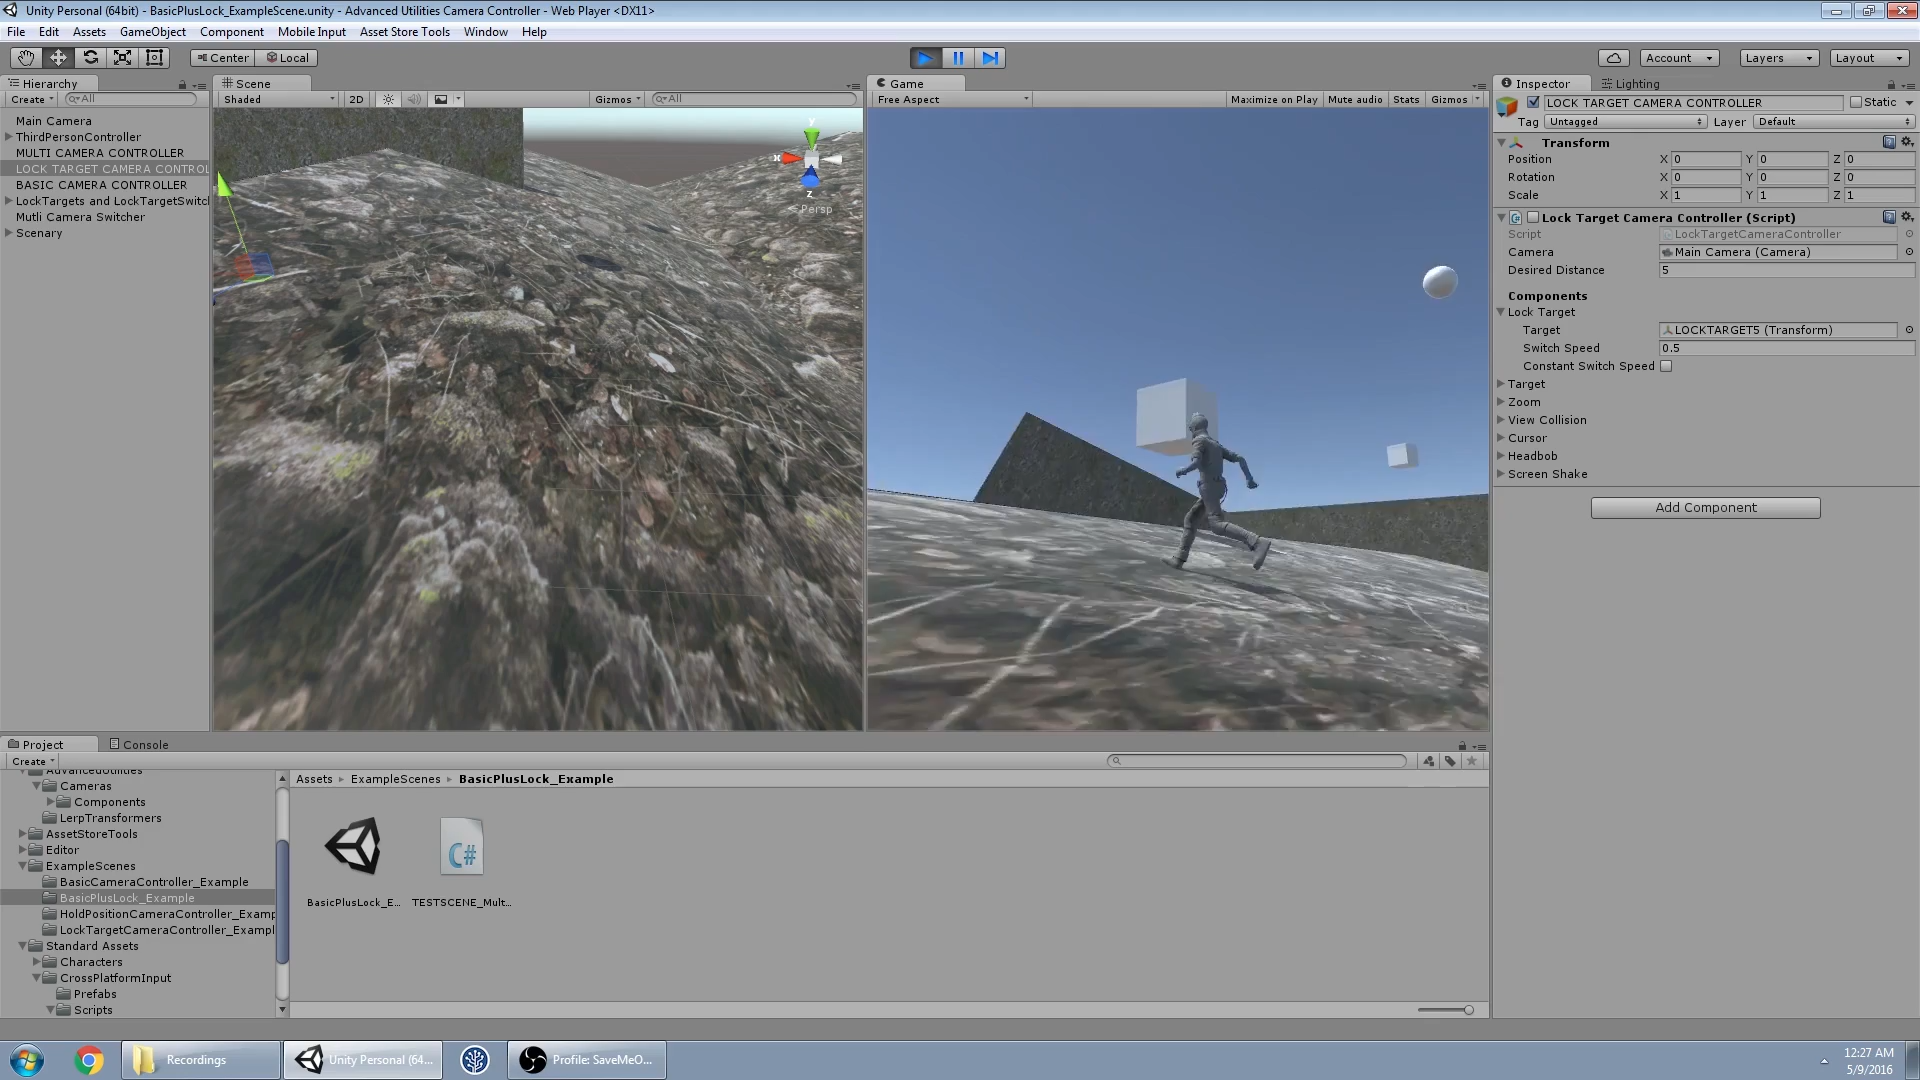 Unity Personal (64bit) - BasicPlusLock_ExampleScene.unity - Advanced Utilities Camera Controller - Web Player <DX11>
File Edit Assets GameObject Component Mobile Input Asset Store Tools Window Help
Center Local Account Layers Layout
Hierarchy
Create All
Main Camera
ThirdPersonController
MULTI CAMERA CONTROLLER
LOCK TARGET CAMERA CONTROL
BASIC CAMERA CONTROLLER
LockTargets and LockTargetSwitch
Mutli Camera Switcher
Scenary
Scene
Shaded 2D Gizmos All
y
x
z
Persp
Game
Free Aspect Maximize on Play Mute audio Stats Gizmos
Inspector Lighting
LOCK TARGET CAMERA CONTROLLER Static
Tag Untagged Layer Default
Transform
Position X 0 Y 0 Z 0
Rotation X 0 Y 0 Z 0
Scale X 1 Y 1 Z 1
Lock Target Camera Controller (Script)
Script LockTargetCameraController
Camera Main Camera (Camera)
Desired Distance 5
Components
Lock Target
Target LOCKTARGET5 (Transform)
Switch Speed 0.5
Constant Switch Speed
Target
Zoom
View Collision
Cursor
Headbob
Screen Shake
Add Component
Project Console
Create
AdvancedUtilities
Cameras
Components
LerpTransformers
AssetStoreTools
Editor
ExampleScenes
BasicCameraController_Example
BasicPlusLock_Example
HoldPositionCameraController_Examp
LockTargetCameraController_Exampl
Standard Assets
Characters
CrossPlatformInput
Prefabs
Scripts
Assets ExampleScenes BasicPlusLock_Example
C#
BasicPlusLock_E... TESTSCENE_Mult...
Recordings Unity Personal (64... Profile: SaveMeO...
12:27 AM
5/9/2016